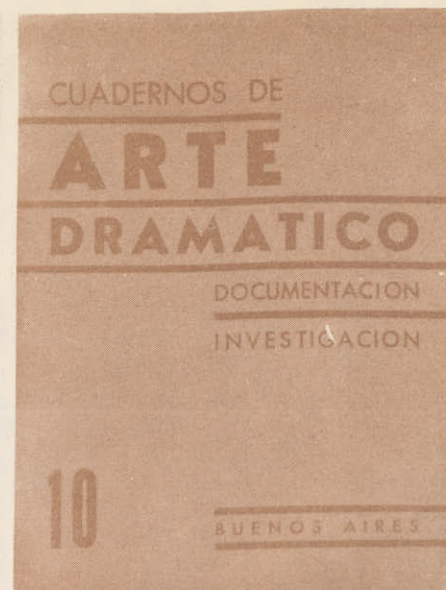 CUADERNOS DE
ARTE
DRAMATICO
DOCUMENTACION
INVESTIGACION
10
BUENOS AIRES